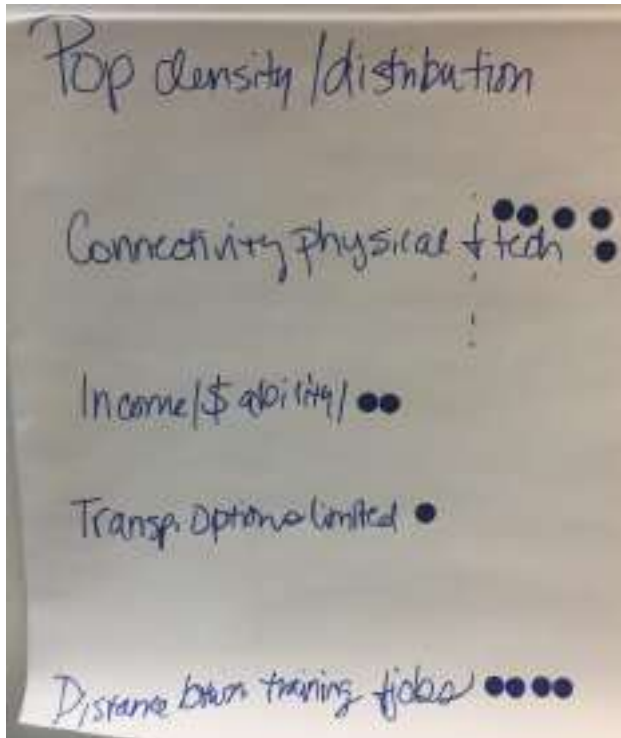 Pop density/distribution
Connectivity physical + tech
Income/$ ability/
Transp. Options limited
Distance btwn training + jobs